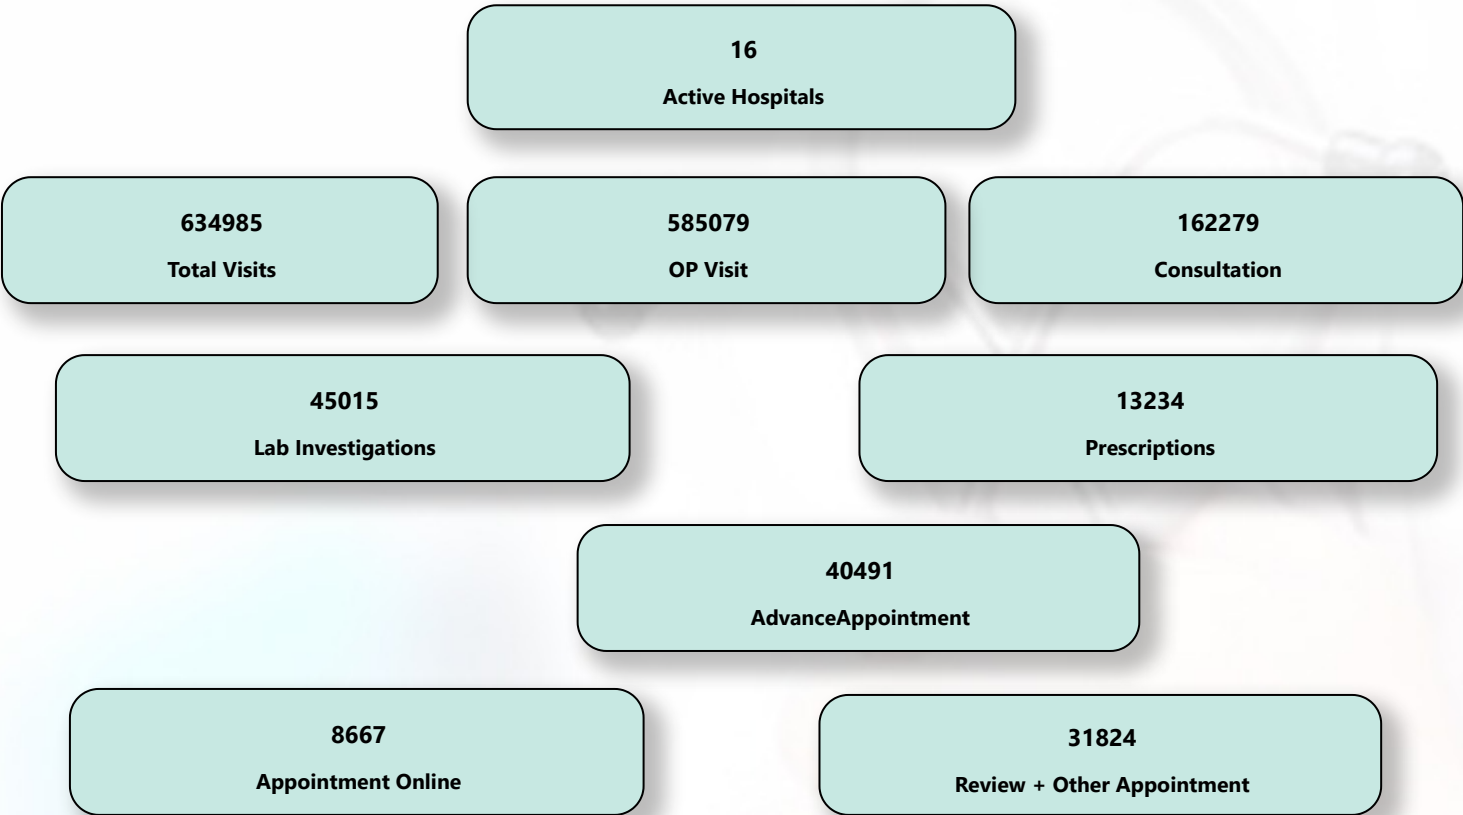 16
Active Hospitals
634985
Total Visits
585079
OP Visit
162279
Consultation
45015
Lab Investigations
13234
Prescriptions
40491
AdvanceAppointment
8667
Appointment Online
31824
Review + Other Appointment